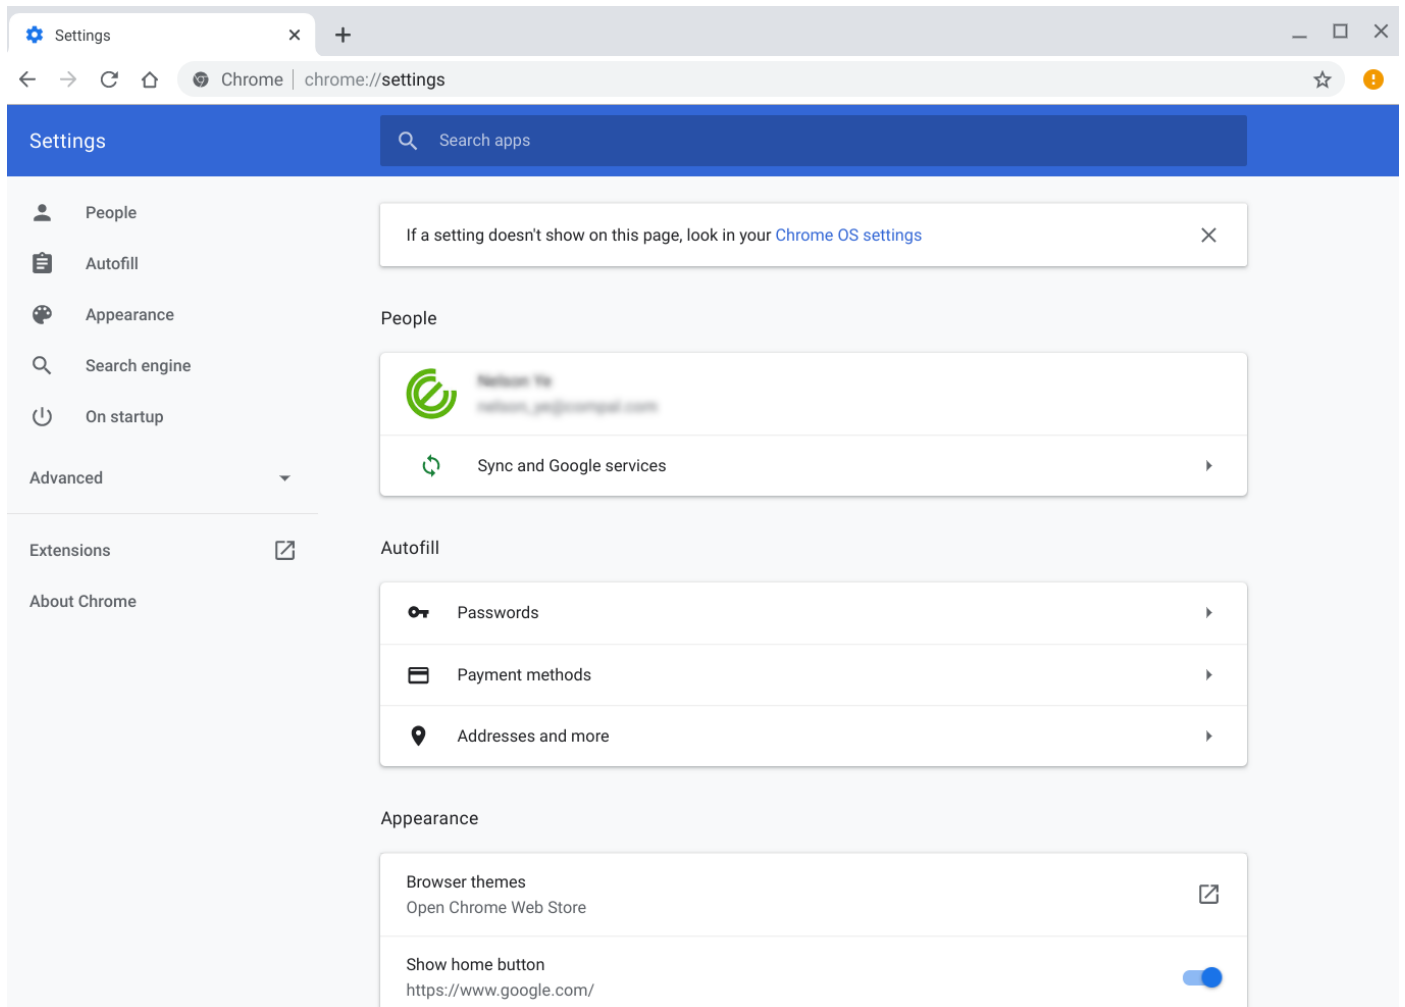 Settings
Chrome | chrome://settings
Settings
Search apps
People
Autofill
Appearance
Search engine
On startup
Advanced
Extensions
About Chrome
If a setting doesn't show on this page, look in your Chrome OS settings
People
Sync and Google services
Autofill
Passwords
Payment methods
Addresses and more
Appearance
Browser themes
Open Chrome Web Store
Show home button
https://www.google.com/